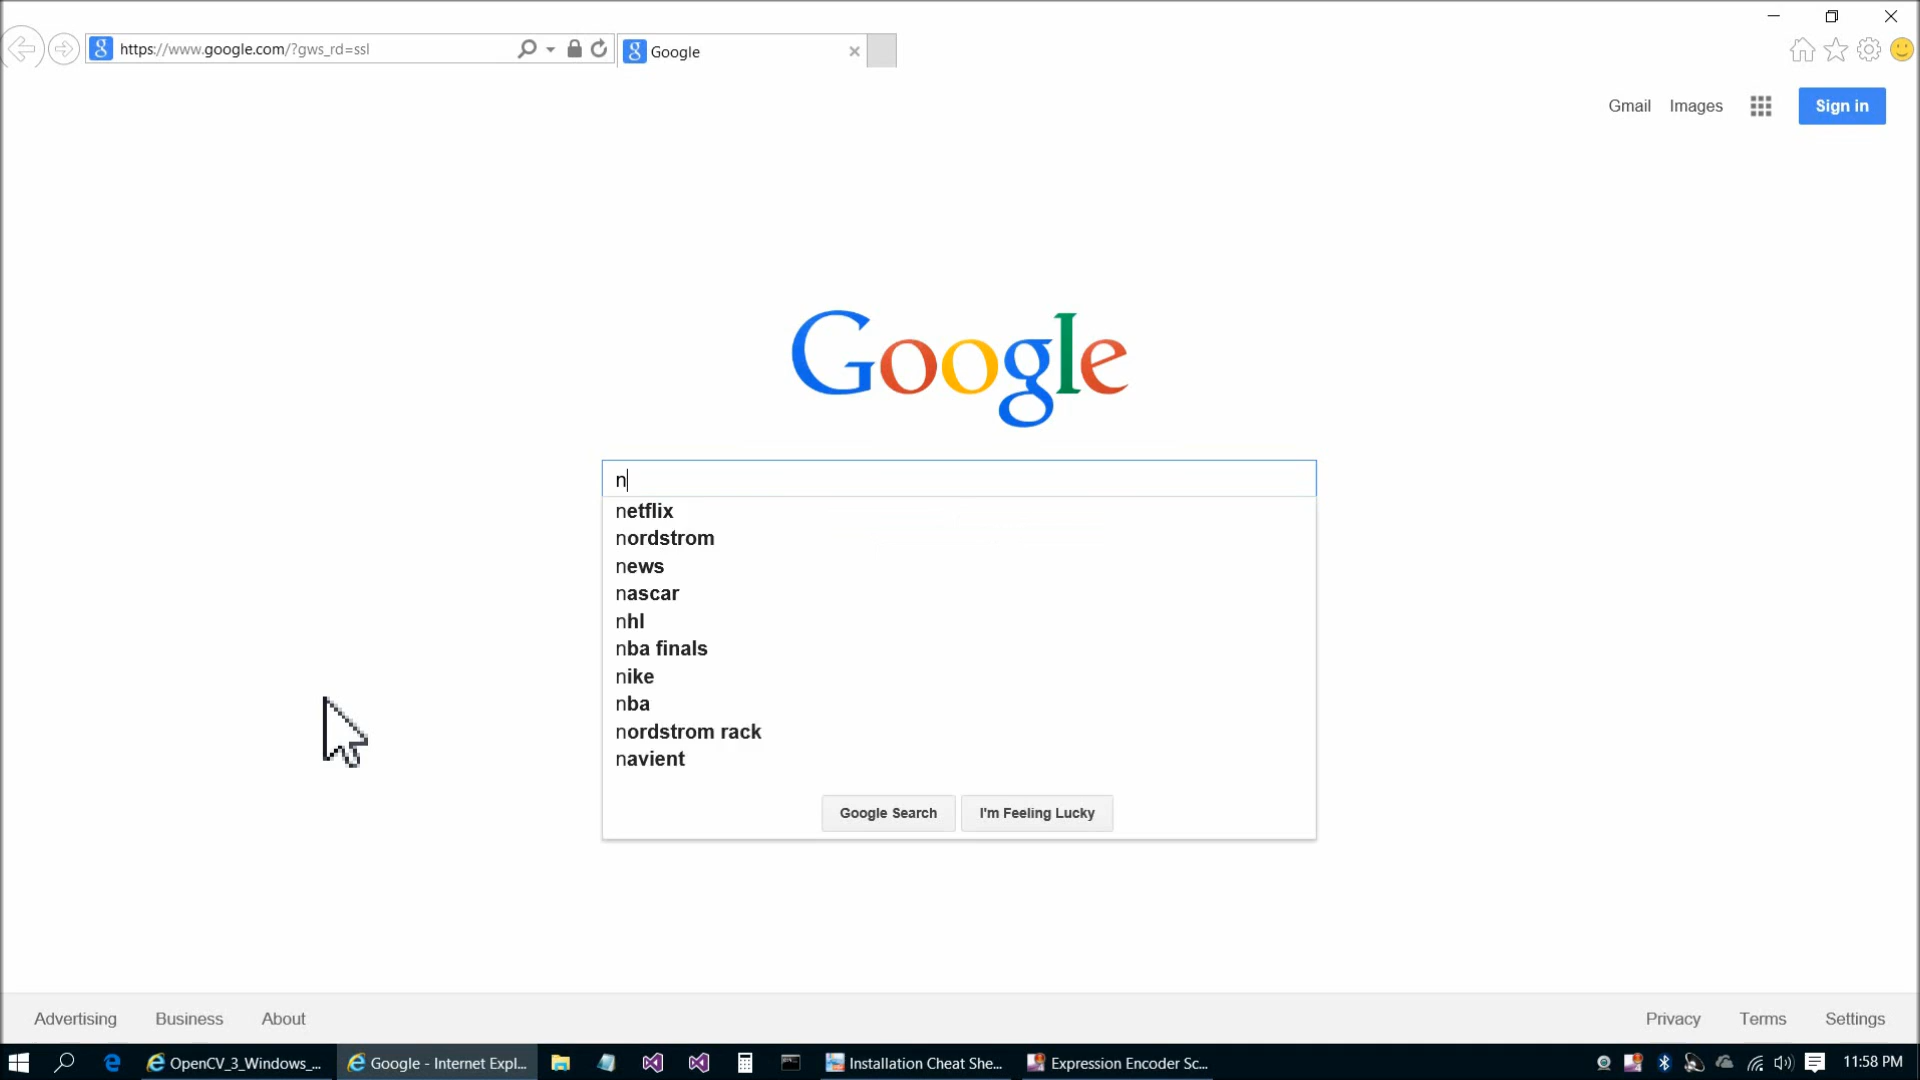 https://www.google.com/?gws_rd=ssl
Google
Gmail Images Sign in
Google
n
netflix
nordstrom
news
nascar
nhl
nba finals
nike
nba
nordstrom rack
navient
Google Search I'm Feeling Lucky
Advertising Business About Privacy Terms Settings
OpenCV_3_Windows_... Google - Internet Expl... Installation Cheat She... Expression Encoder Sc... 11:58 PM